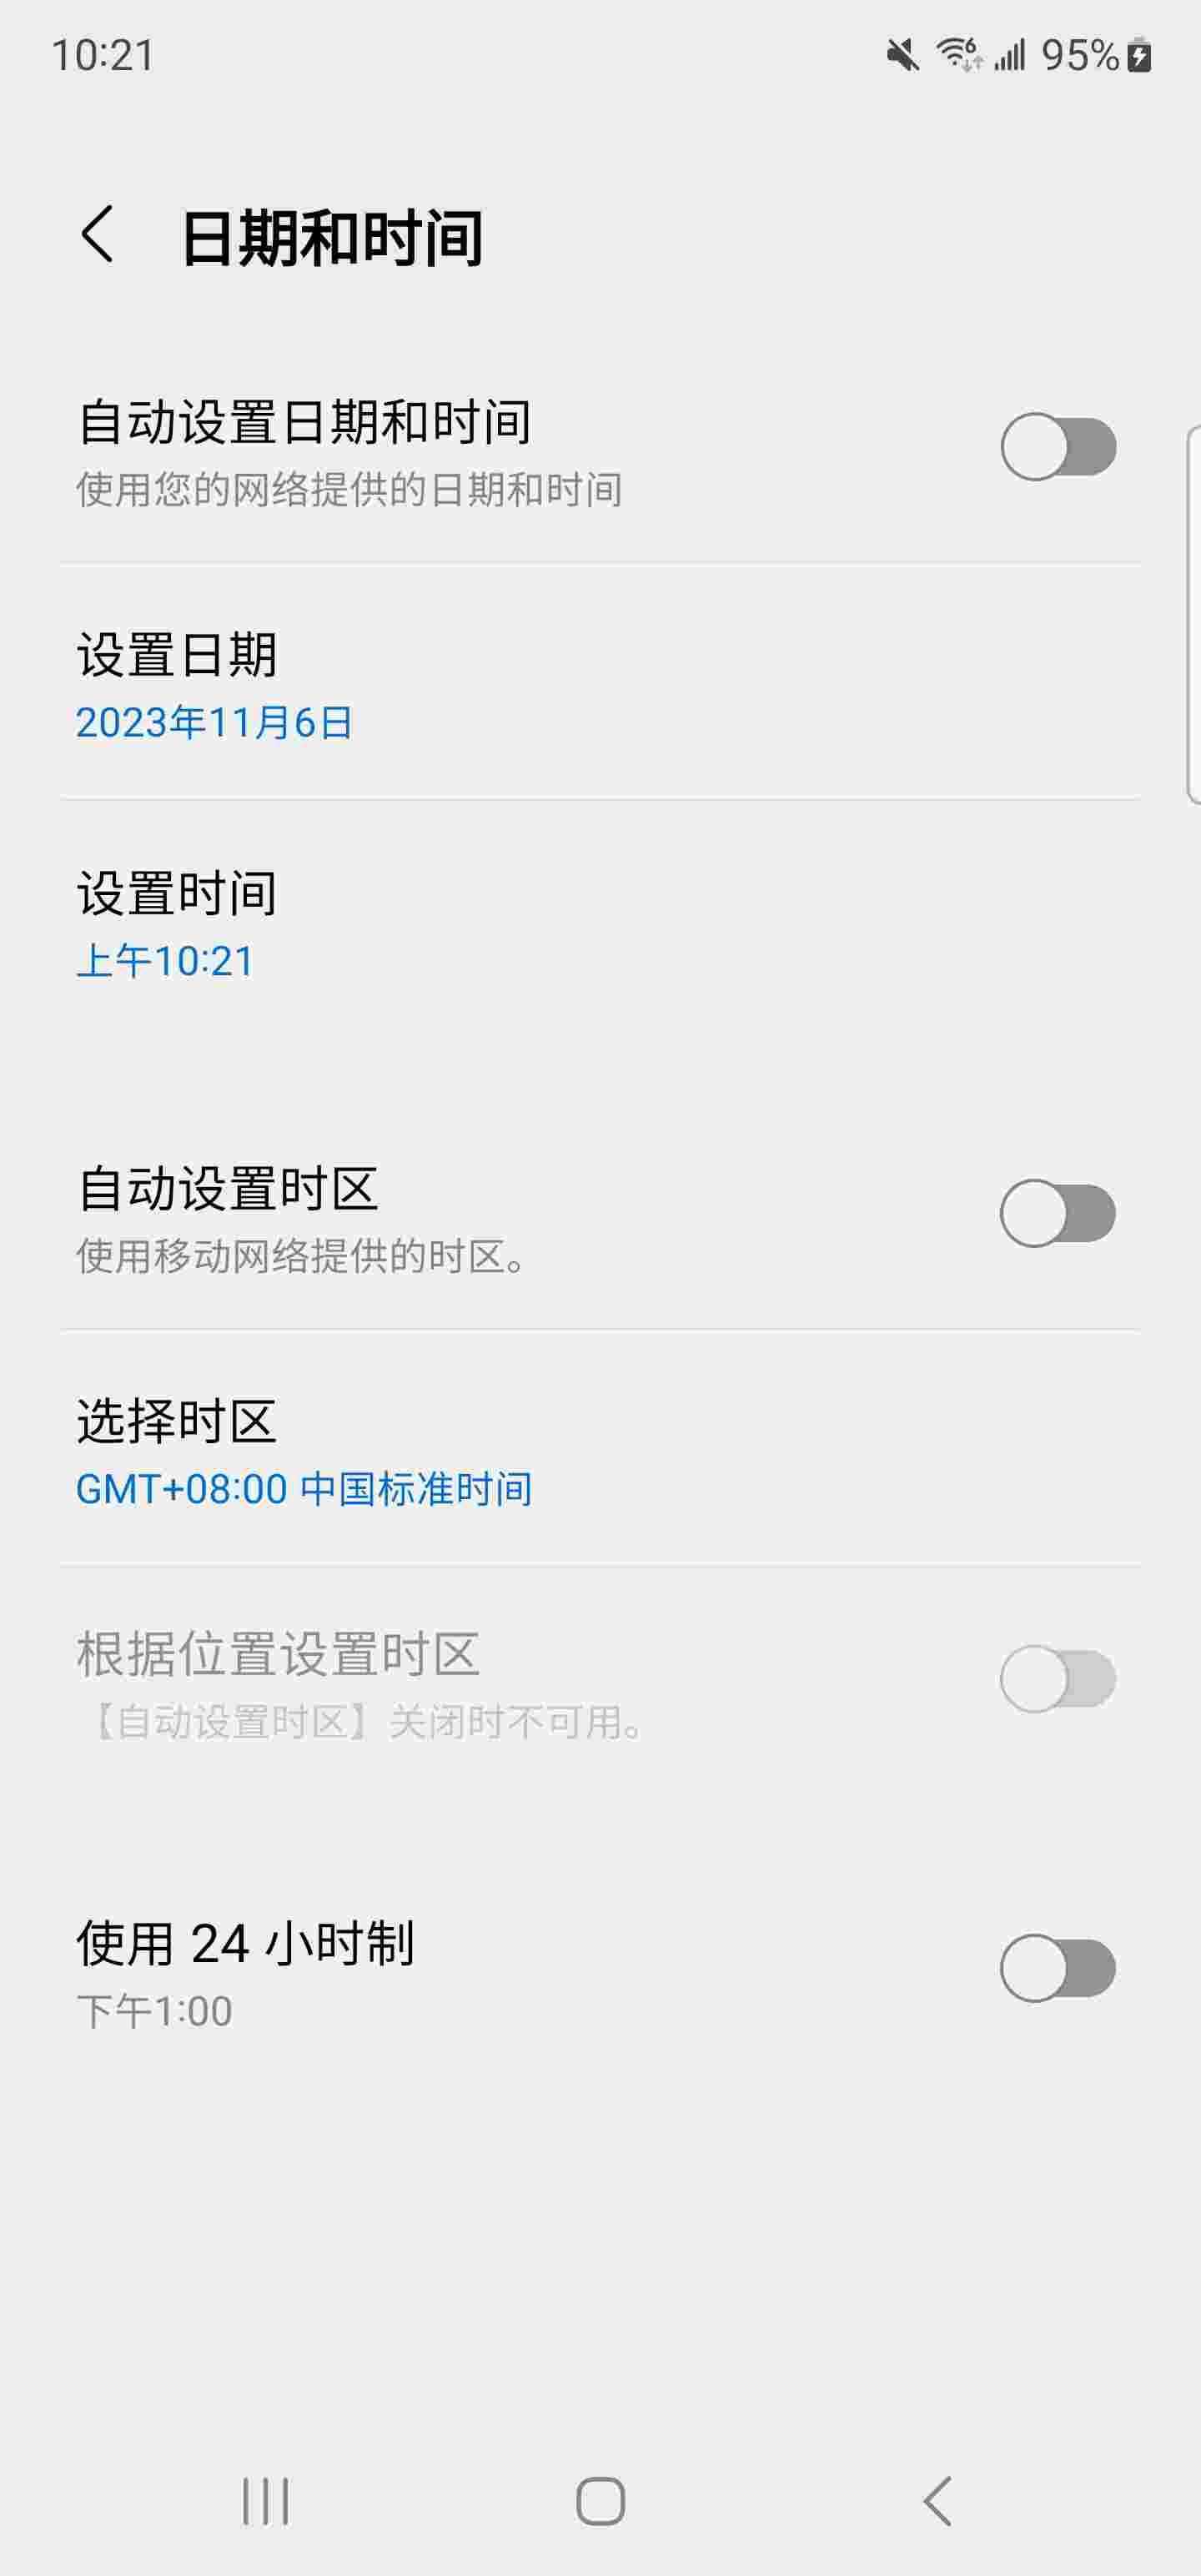 10:21 95%
日期和时间
自动设置日期和时间
使用您的网络提供的日期和时间
设置日期
2023年11月6日
设置时间
上午10:21
自动设置时区
使用移动网络提供的时区。
选择时区
GMT+08:00 中国标准时间
根据位置设置时区
【自动设置时区】关闭时不可用。
使用 24 小时制
下午1:00